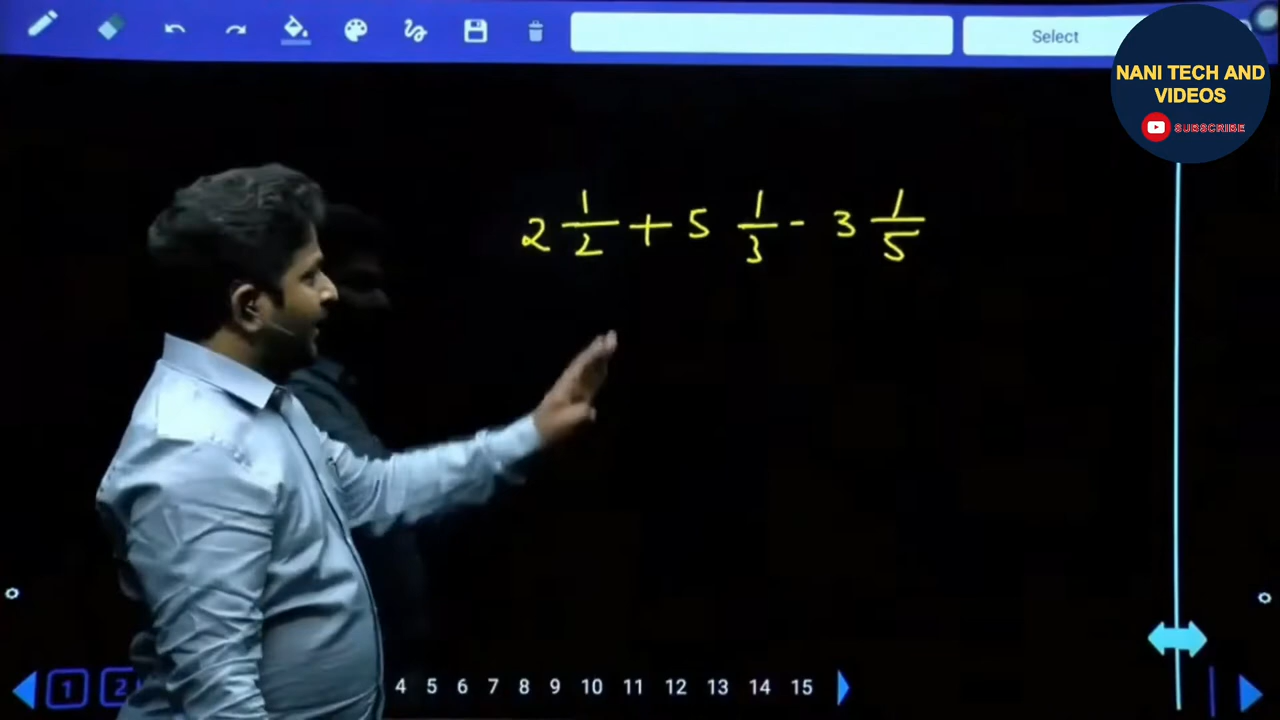 Select
NANI TECH AND
VIDEOS
SUBSCRIBE
2 1/2 + 5 1/3 - 3 1/5
1 2 4 5 6 7 8 9 10 11 12 13 14 15